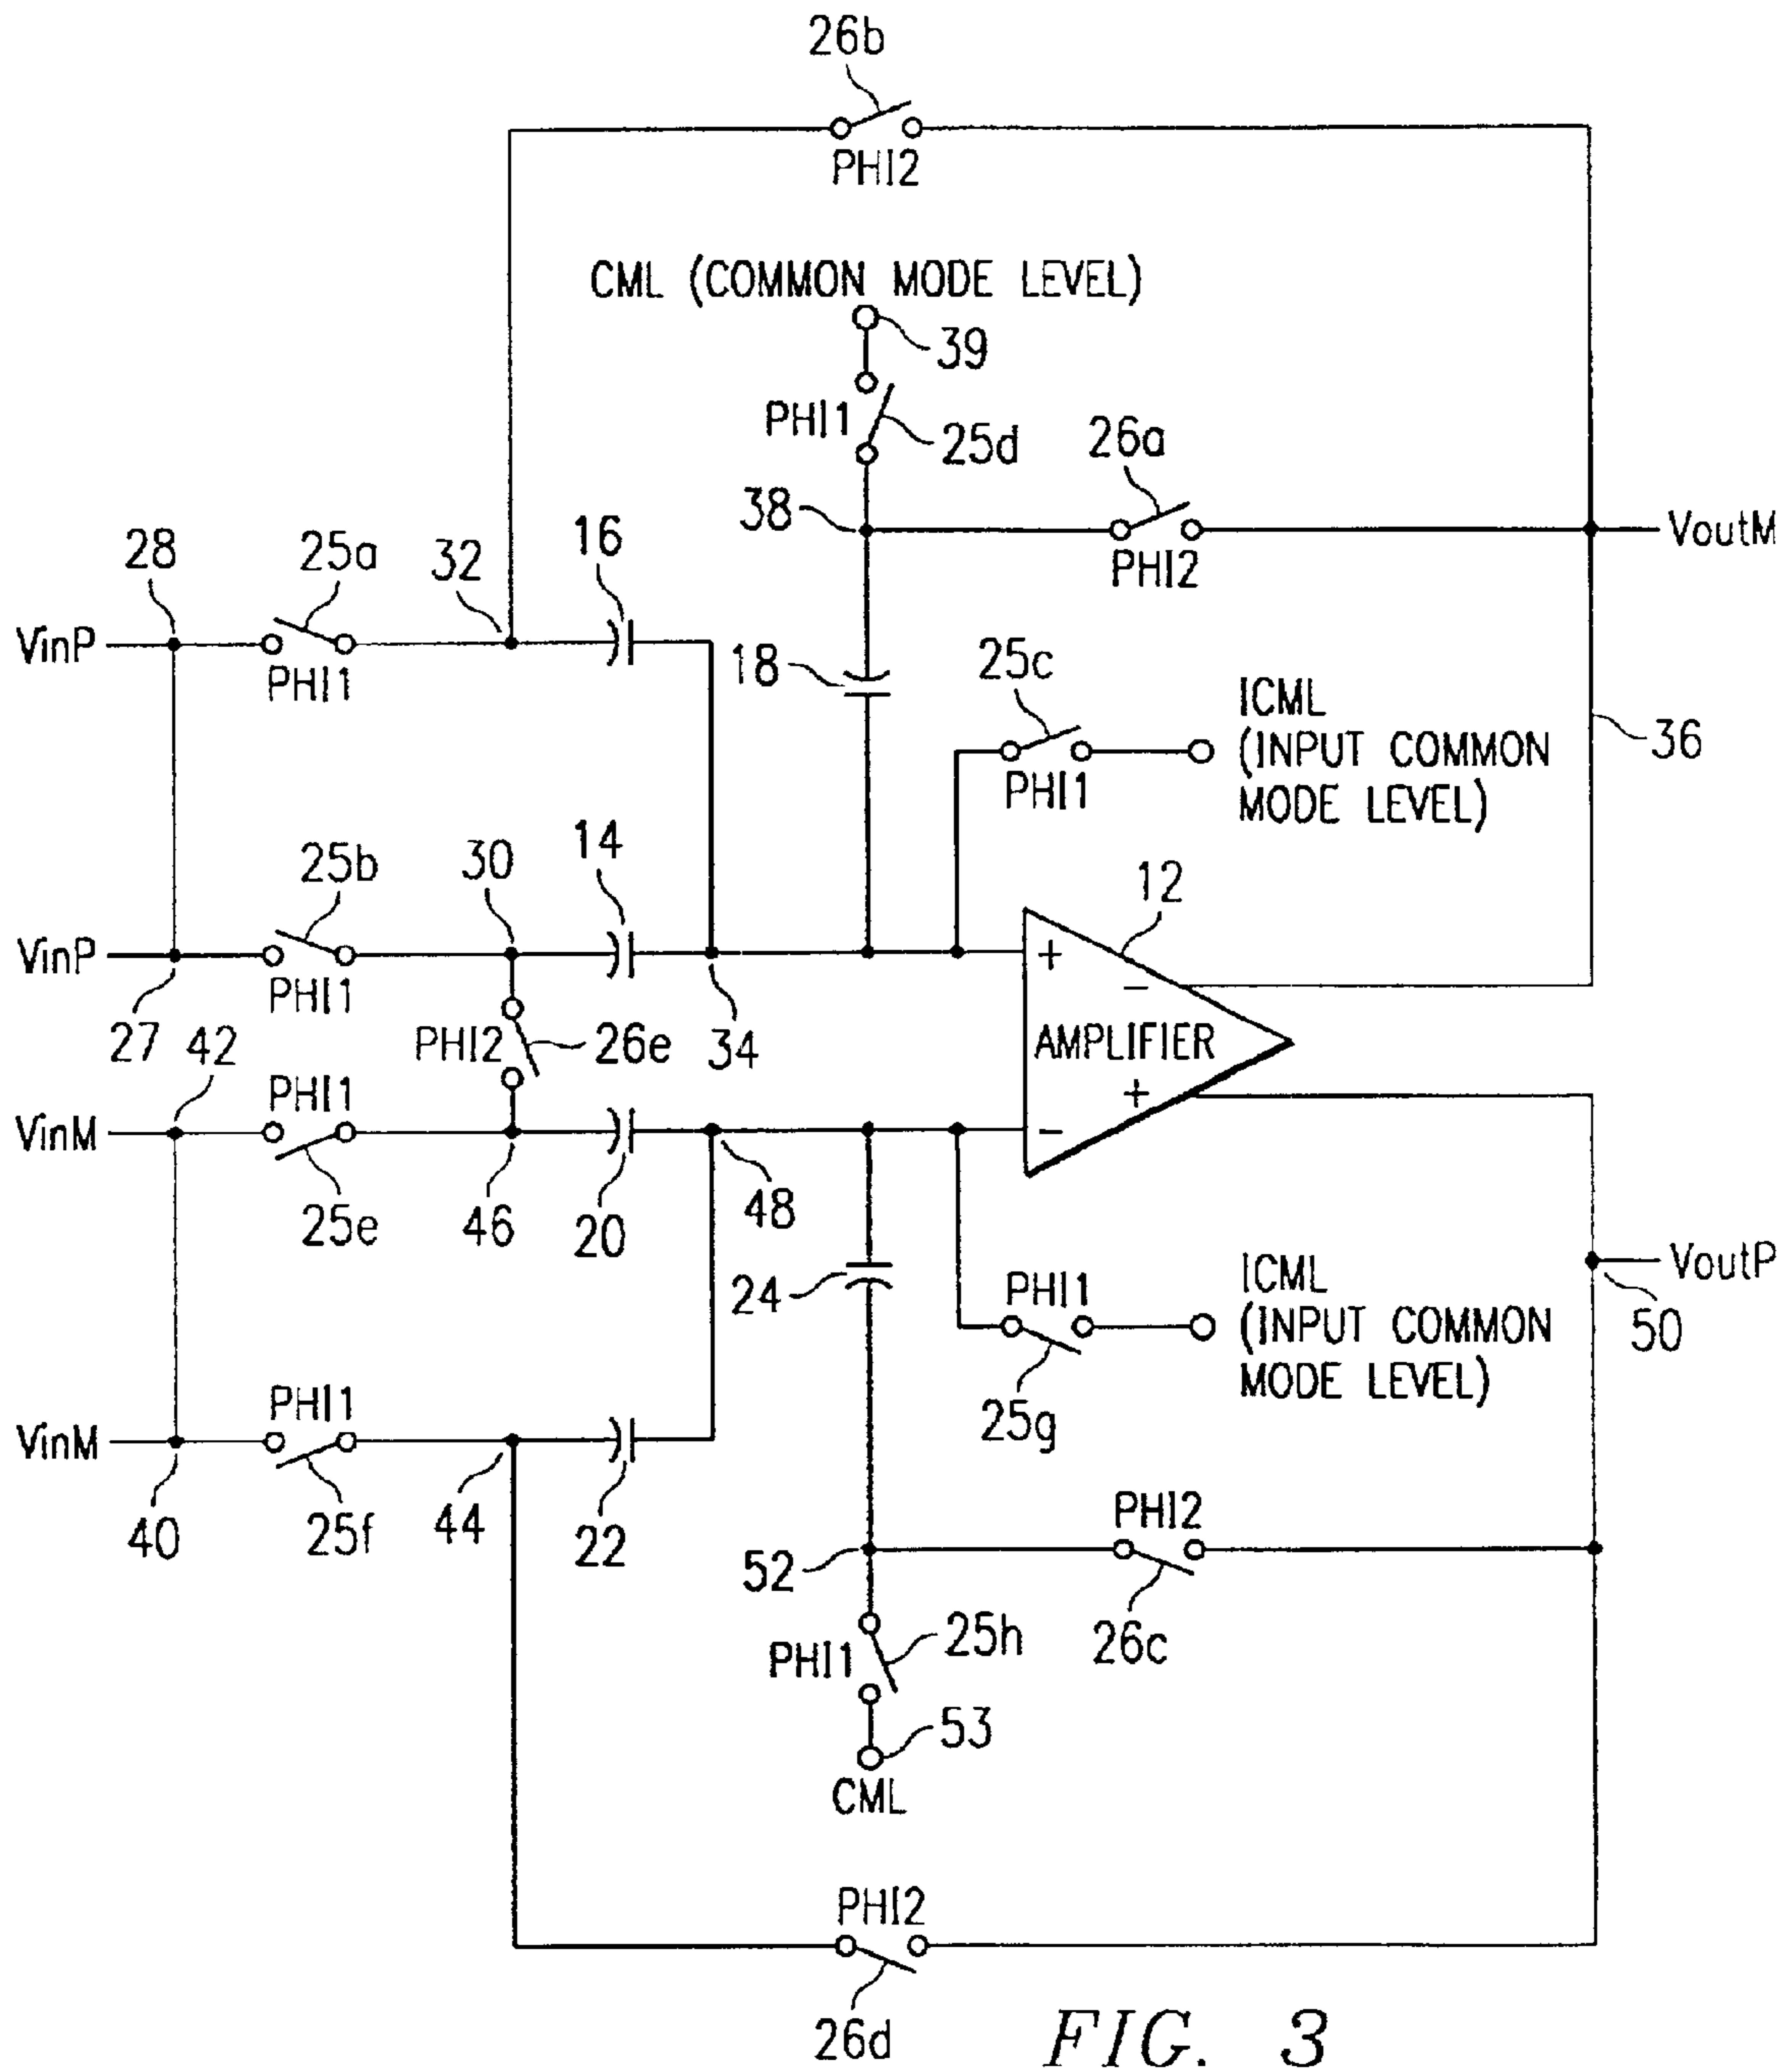 26b
PHI2
CML (COMMON MODE LEVEL)
39
PHI1
25d
26a
38
VoutM
PHI2
28
25a
32
16
VinP
PHI1
18
25c
ICML
(INPUT COMMON
MODE LEVEL)
36
PHI1
25b
30
14
12
VinP
+
−
PHI1
27
42
PHI2
26e
34
AMPLIFIER
PHI1
+
VinM
−
25e
46
20
48
24
PHI1
ICML
(INPUT COMMON
MODE LEVEL)
VoutP
50
PHI1
25g
VinM
40
25f
44
22
PHI2
52
26c
25h
PHI1
53
CML
PHI2
26d
FIG. 3